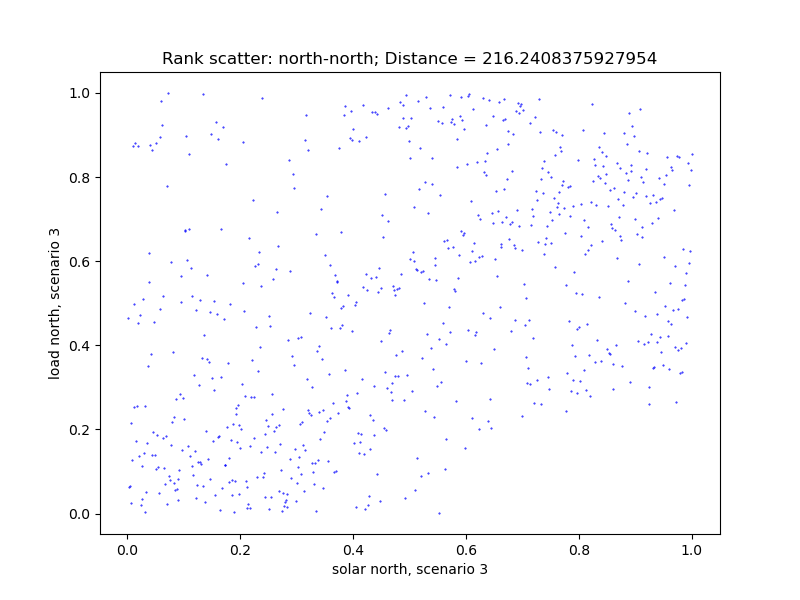 Rank scatter: north-north; Distance = 216.2408375927954
1.0
0.8
0.6
0.4
0.2
0.0
load north, scenario 3
0.0 0.2 0.4 0.6 0.8 1.0
solar north, scenario 3